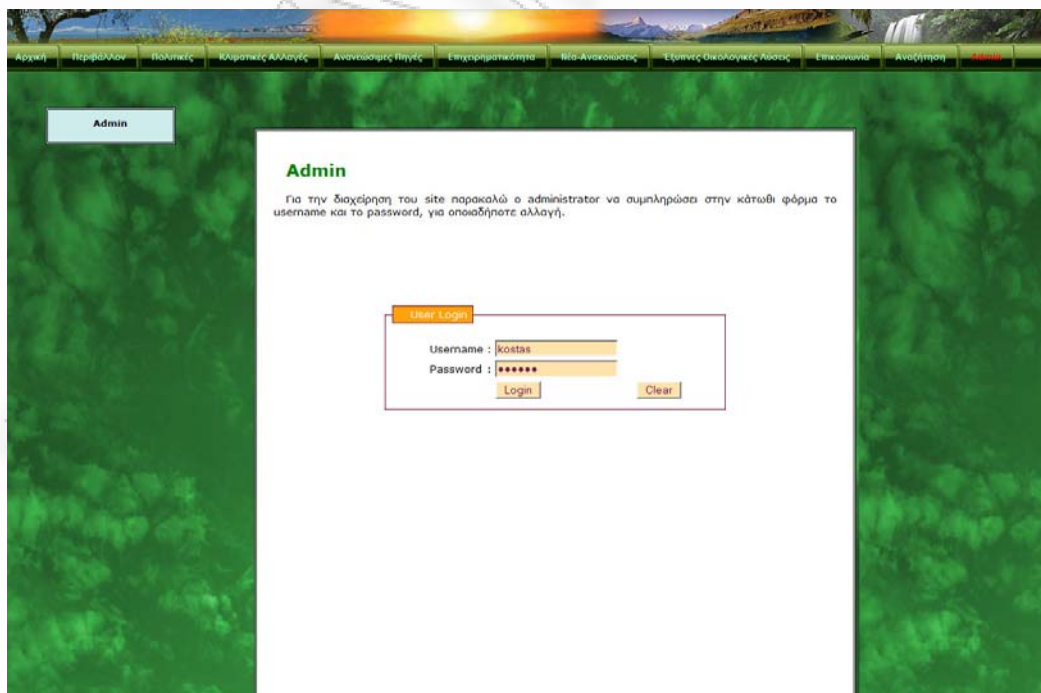 Αρχική Περιβάλλον Πολιτικές Κλιματικές Αλλαγές Ανανεώσιμες Πηγές Επιχειρηματικότητα Νέα-Ανακοινώσεις Έξυπνες Οικολογικές Λύσεις Επικοινωνία Αναζήτηση Admin
Admin
Admin
Για την διαχείρηση του site παρακαλώ ο administrator να συμπληρώσει στην κάτωθι φόρμα το
username και το password, για οποιαδήποτε αλλαγή.
User Login
Username : kostas
Password : ●●●●●●
Login Clear